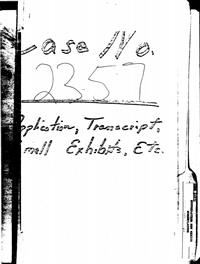 Case No.
2357
Application, Transcript,
Small Exhibits, Etc.